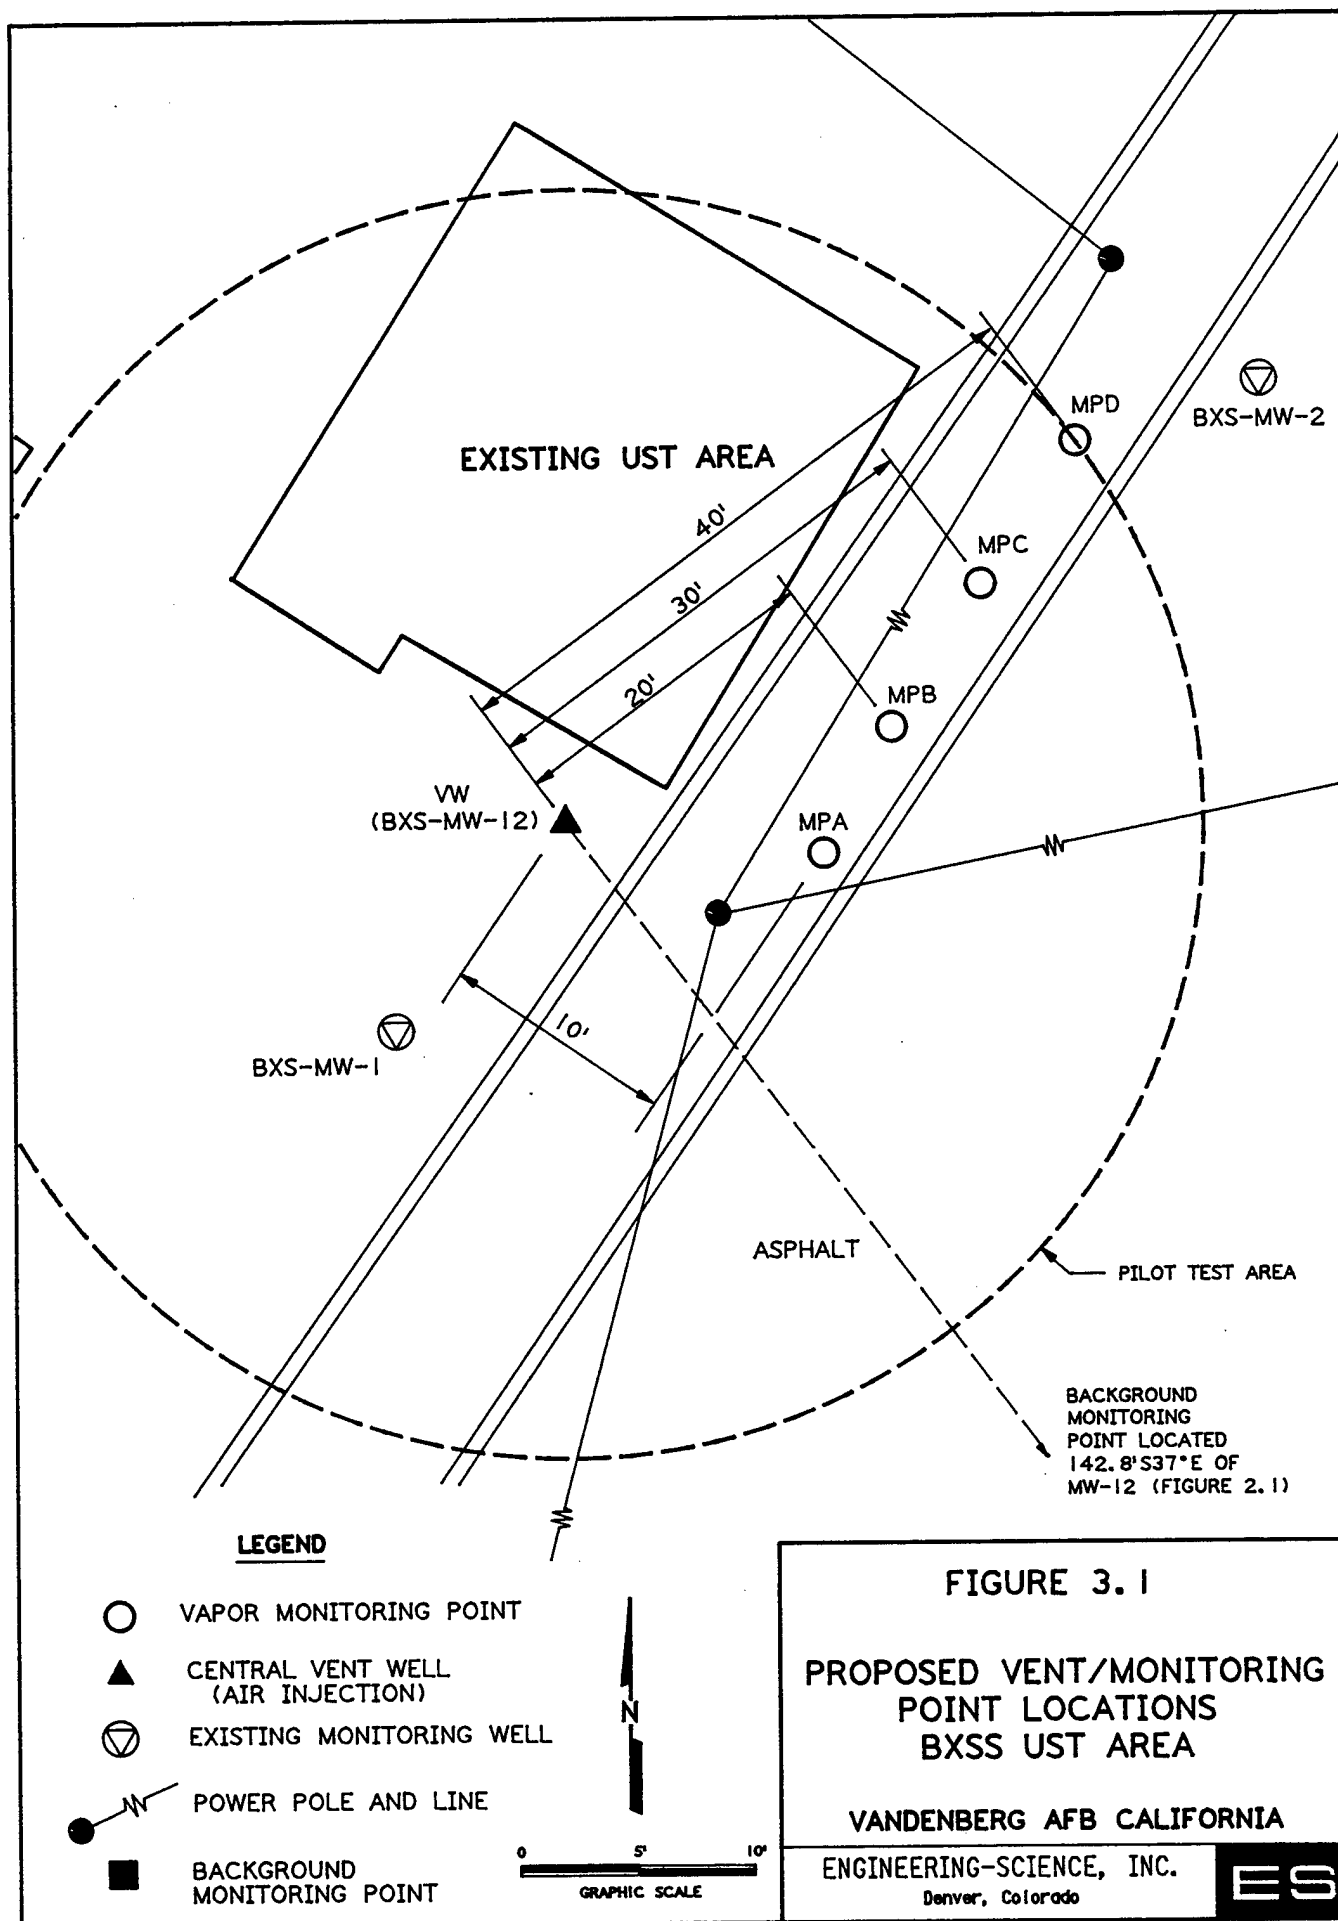 MPD
BXS-MW-2
EXISTING UST AREA
40'
MPC
30'
20'
MPB
VW
(BXS-MW-12)
MPA
10'
BXS-MW-1
ASPHALT
PILOT TEST AREA
BACKGROUND
MONITORING
POINT LOCATED
142.8'S37°E OF
MW-12 (FIGURE 2.1)
LEGEND
VAPOR MONITORING POINT
CENTRAL VENT WELL
(AIR INJECTION)
EXISTING MONITORING WELL
POWER POLE AND LINE
BACKGROUND
MONITORING POINT
N
0 5' 10'
GRAPHIC SCALE
FIGURE 3.1
PROPOSED VENT/MONITORING
POINT LOCATIONS
BXSS UST AREA
VANDENBERG AFB CALIFORNIA
ENGINEERING-SCIENCE, INC.
Denver, Colorado
ES